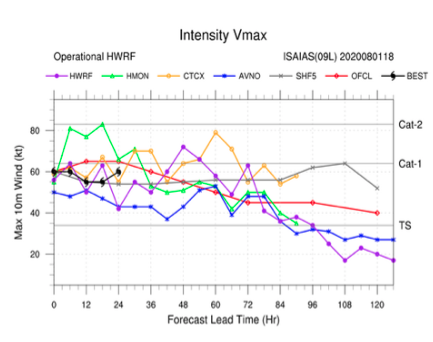 Intensity Vmax
Operational HWRF ISAIAS(09L) 2020080118
HWRF HMON CTCX AVNO SHF5 OFCL BEST
Max 10m Wind (kt)
80
60
40
20
Cat-2
Cat-1
TS
0 12 24 36 48 60 72 84 96 108 120
Forecast Lead Time (Hr)